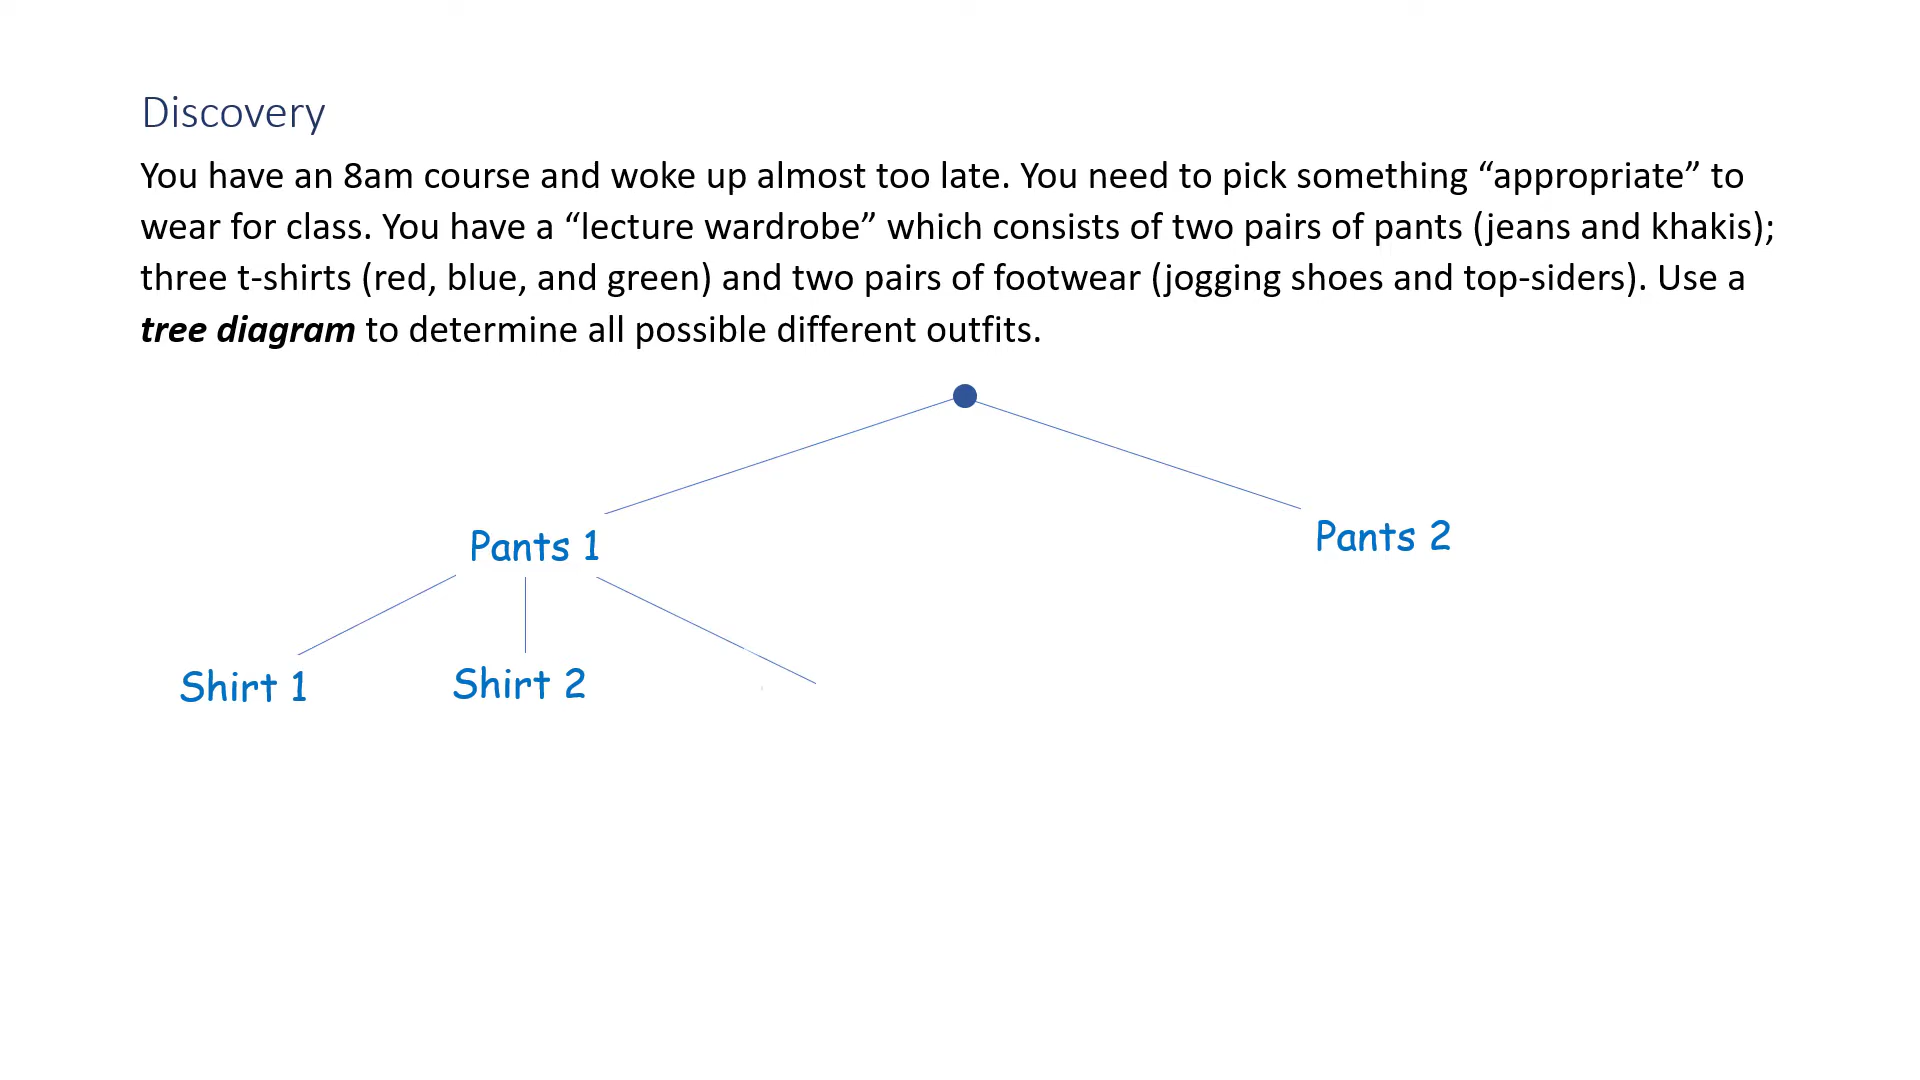 Discovery
You have an 8am course and woke up almost too late. You need to pick something “appropriate” to
wear for class. You have a “lecture wardrobe” which consists of two pairs of pants (jeans and khakis);
three t-shirts (red, blue, and green) and two pairs of footwear (jogging shoes and top-siders). Use a
tree diagram to determine all possible different outfits.
Pants 1
Pants 2
Shirt 1
Shirt 2